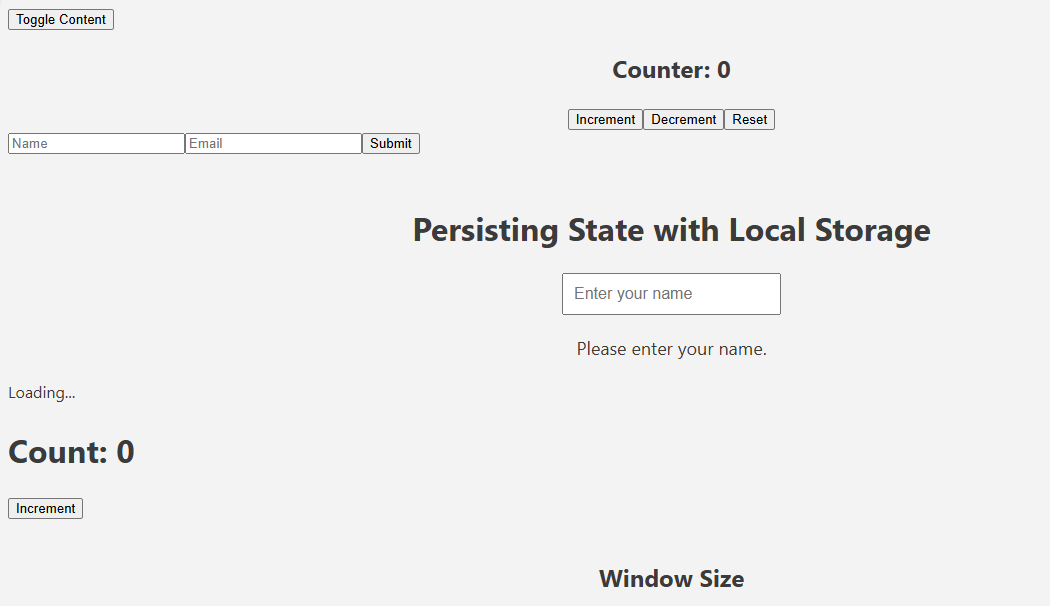 Toggle Content
Counter: 0
Increment Decrement Reset
Name Email Submit
Persisting State with Local Storage
Enter your name
Please enter your name.
Loading...
Count: 0
Increment
Window Size